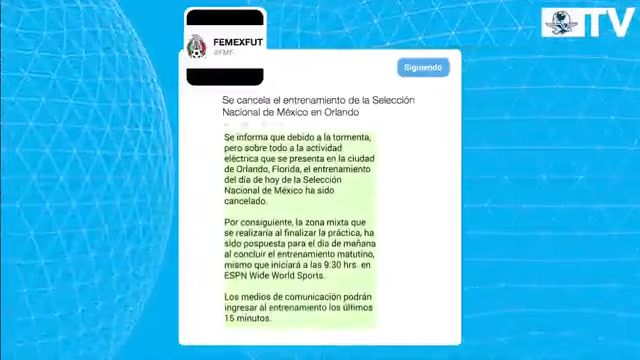 TV
FEMEXFUT
@FMF
Siguiendo
Se cancela el entrenamiento de la Selección
Nacional de México en Orlando
Se informa que debido a la tormenta,
pero sobre todo a la actividad
eléctrica que se presenta en la ciudad
de Orlando, Florida, el entrenamiento
del día de hoy de la Selección
Nacional de México ha sido
cancelado.
Por consiguiente, la zona mixta que
se realizaría al finalizar la práctica, ha
sido pospuesta para el día de mañana
al concluir el entrenamiento matutino,
mismo que iniciará a las 9:30 hrs. en
ESPN Wide World Sports.
Los medios de comunicación podrán
ingresar al entrenamiento los últimos
15 minutos.